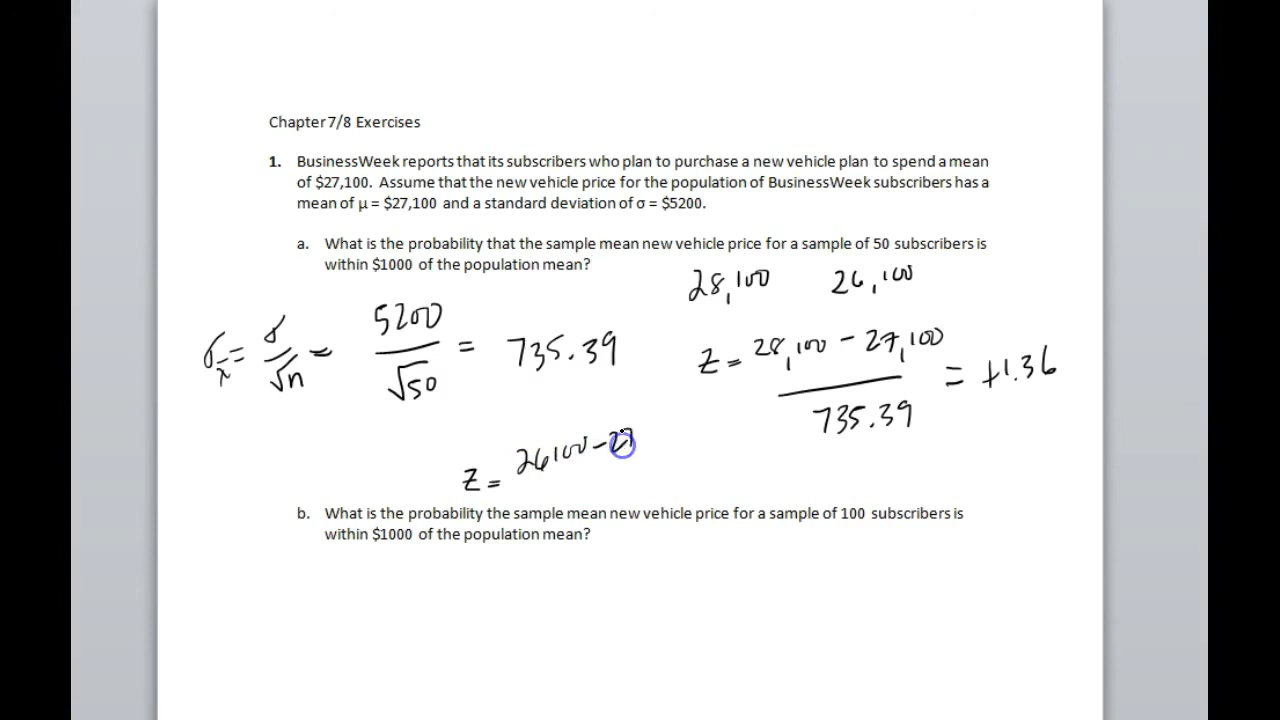 Chapter 7/8 Exercises
1. BusinessWeek reports that its subscribers who plan to purchase a new vehicle plan to spend a mean
of $27,100. Assume that the new vehicle price for the population of BusinessWeek subscribers has a
mean of μ = $27,100 and a standard deviation of σ = $5200.
a. What is the probability that the sample mean new vehicle price for a sample of 50 subscribers is
within $1000 of the population mean?
28,100 26,100
σx̄ = σ/√n = 5200/√50 = 735.39
z = 28,100 - 27,100 / 735.39 = +1.36
z = 26100 - 27
b. What is the probability the sample mean new vehicle price for a sample of 100 subscribers is
within $1000 of the population mean?